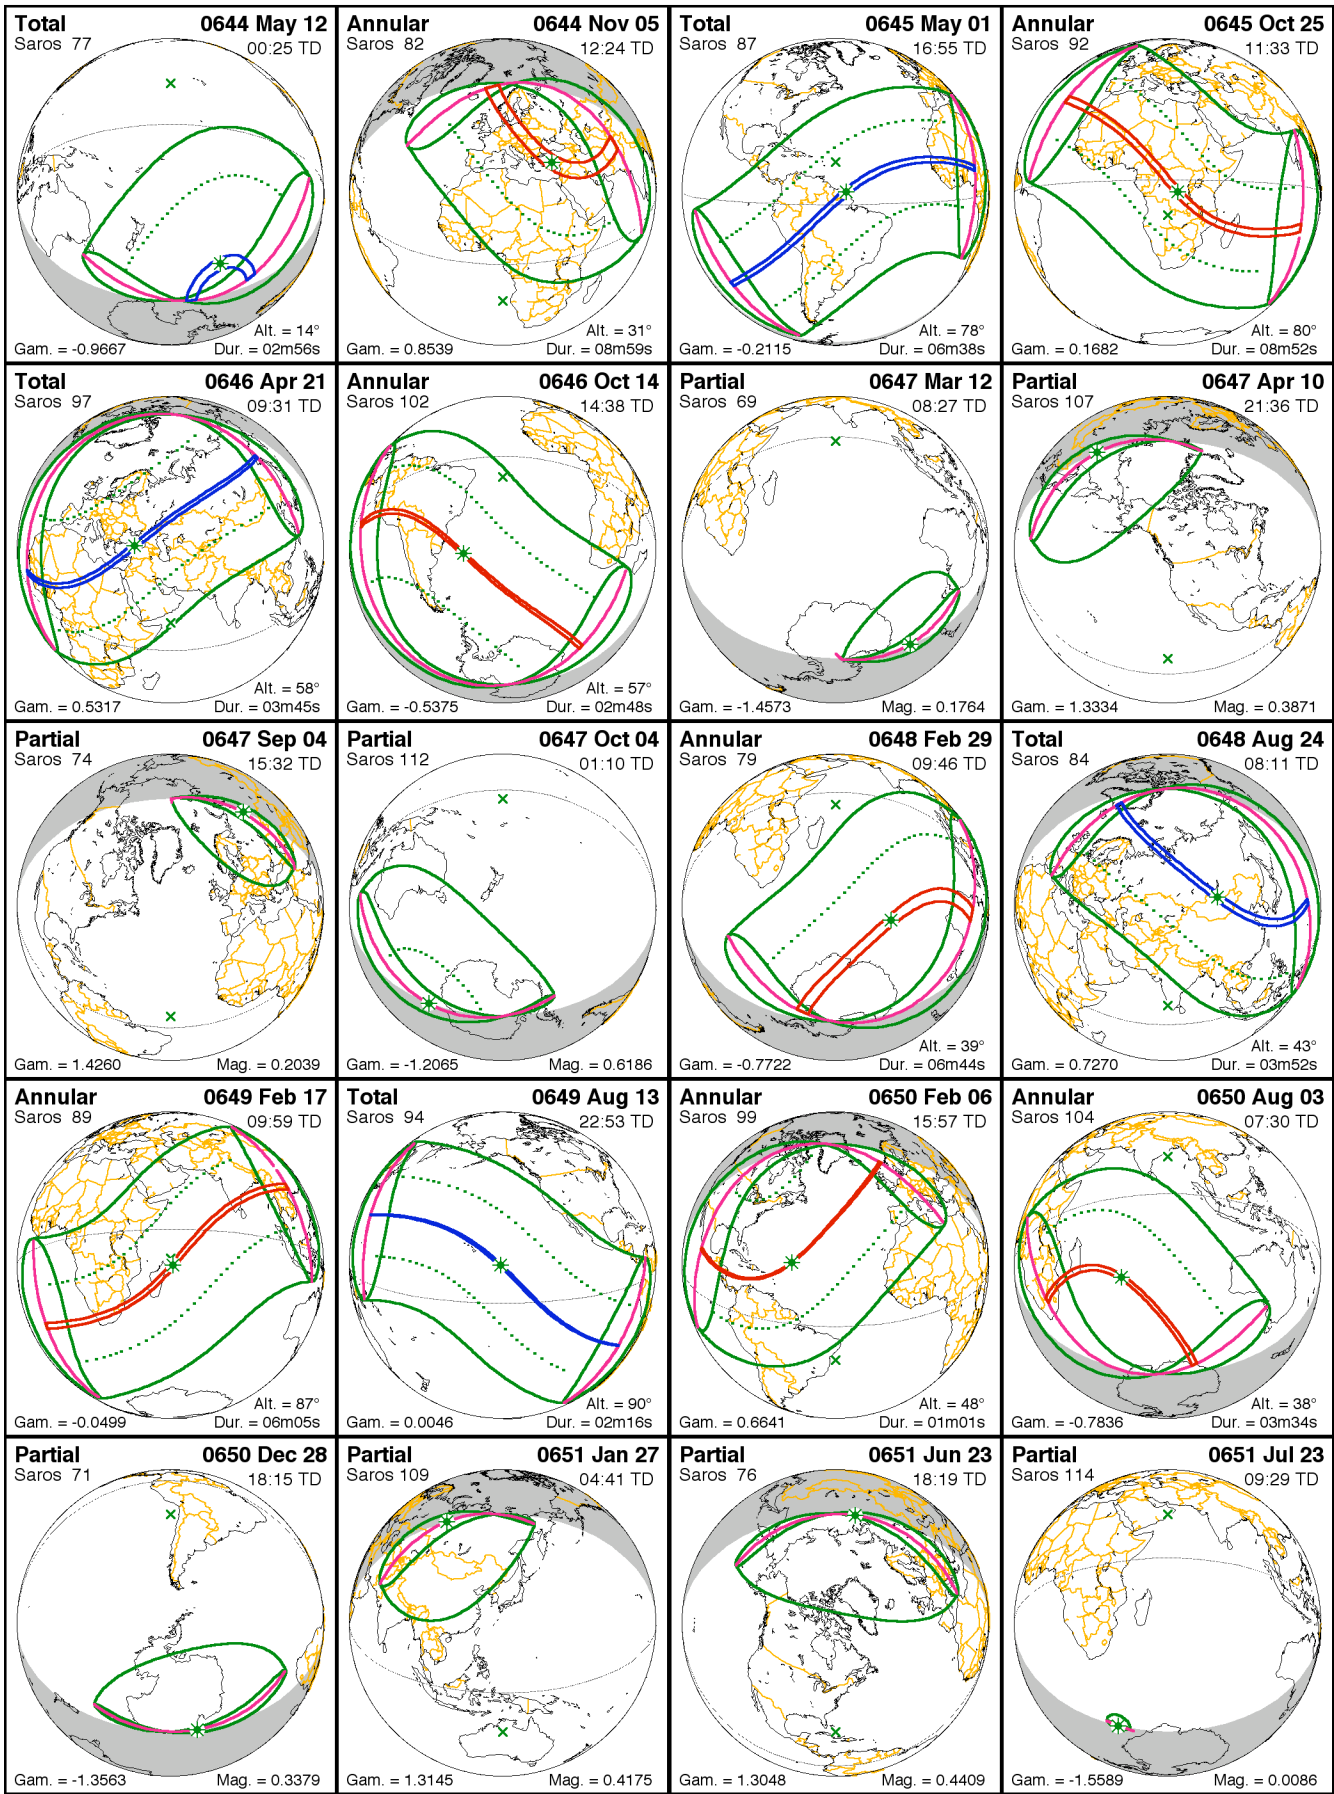 Total 0644 May 12
Saros 77 00:25 TD
Alt. = 14°
Gam. = -0.9667 Dur. = 02m56s
Annular 0644 Nov 05
Saros 82 12:24 TD
Alt. = 31°
Gam. = 0.8539 Dur. = 08m59s
Total 0645 May 01
Saros 87 16:55 TD
Alt. = 78°
Gam. = -0.2115 Dur. = 06m38s
Annular 0645 Oct 25
Saros 92 11:33 TD
Alt. = 80°
Gam. = 0.1682 Dur. = 08m52s
Total 0646 Apr 21
Saros 97 09:31 TD
Alt. = 58°
Gam. = 0.5317 Dur. = 03m45s
Annular 0646 Oct 14
Saros 102 14:38 TD
Alt. = 57°
Gam. = -0.5375 Dur. = 02m48s
Partial 0647 Mar 12
Saros 69 08:27 TD
Gam. = -1.4573 Mag. = 0.1764
Partial 0647 Apr 10
Saros 107 21:36 TD
Gam. = 1.3334 Mag. = 0.3871
Partial 0647 Sep 04
Saros 74 15:32 TD
Gam. = 1.4260 Mag. = 0.2039
Partial 0647 Oct 04
Saros 112 01:10 TD
Gam. = -1.2065 Mag. = 0.6186
Annular 0648 Feb 29
Saros 79 09:46 TD
Alt. = 39°
Gam. = -0.7722 Dur. = 06m44s
Total 0648 Aug 24
Saros 84 08:11 TD
Alt. = 43°
Gam. = 0.7270 Dur. = 03m52s
Annular 0649 Feb 17
Saros 89 09:59 TD
Alt. = 87°
Gam. = -0.0499 Dur. = 06m05s
Total 0649 Aug 13
Saros 94 22:53 TD
Alt. = 90°
Gam. = 0.0046 Dur. = 02m16s
Annular 0650 Feb 06
Saros 99 15:57 TD
Alt. = 48°
Gam. = 0.6641 Dur. = 01m01s
Annular 0650 Aug 03
Saros 104 07:30 TD
Alt. = 38°
Gam. = -0.7836 Dur. = 03m34s
Partial 0650 Dec 28
Saros 71 18:15 TD
Gam. = -1.3563 Mag. = 0.3379
Partial 0651 Jan 27
Saros 109 04:41 TD
Gam. = 1.3145 Mag. = 0.4175
Partial 0651 Jun 23
Saros 76 18:19 TD
Gam. = 1.3048 Mag. = 0.4409
Partial 0651 Jul 23
Saros 114 09:29 TD
Gam. = -1.5589 Mag. = 0.0086